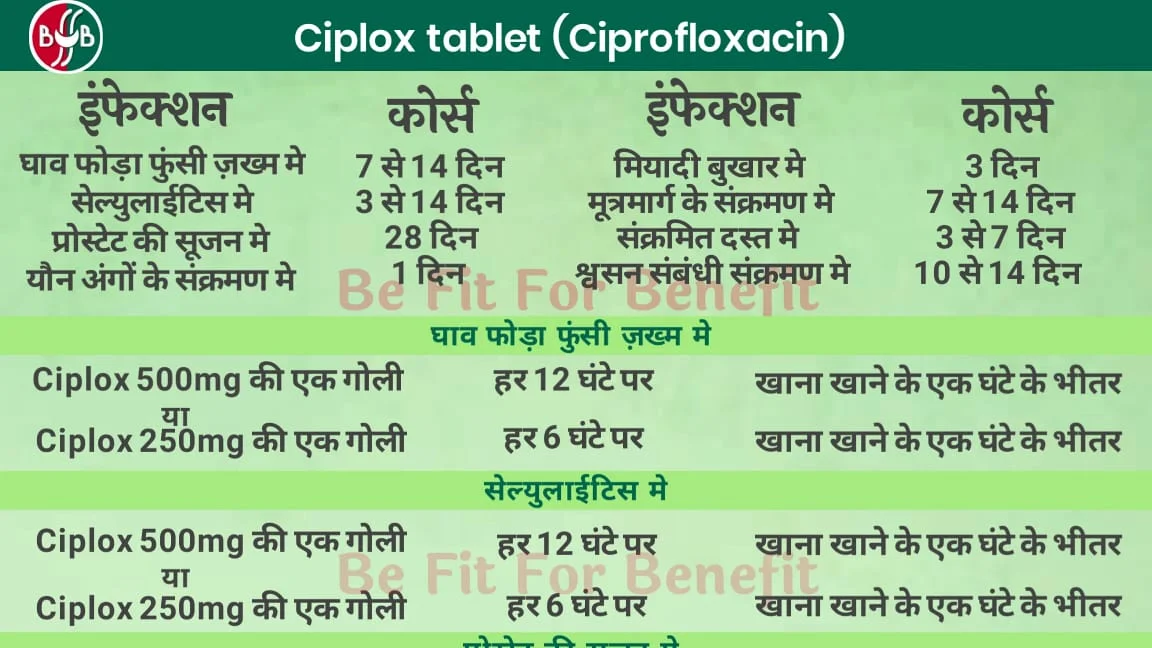 B B
Ciplox tablet (Ciprofloxacin)
इंफेक्शन कोर्स इंफेक्शन कोर्स
घाव फोड़ा फुंसी ज़ख्म मे 7 से 14 दिन मियादी बुखार मे 3 दिन
सेल्युलाईटिस मे 3 से 14 दिन मूत्रमार्ग के संक्रमण मे 7 से 14 दिन
प्रोस्टेट की सूजन मे 28 दिन संक्रमित दस्त मे 3 से 7 दिन
यौन अंगों के संक्रमण मे 1 दिन श्वसन संबंधी संक्रमण मे 10 से 14 दिन
Be Fit For Benefit
घाव फोड़ा फुंसी ज़ख्म मे
Ciplox 500mg की एक गोली हर 12 घंटे पर खाना खाने के एक घंटे के भीतर
या
Ciplox 250mg की एक गोली हर 6 घंटे पर खाना खाने के एक घंटे के भीतर
सेल्युलाईटिस मे
Ciplox 500mg की एक गोली हर 12 घंटे पर खाना खाने के एक घंटे के भीतर
या
Be Fit For Benefit
Ciplox 250mg की एक गोली हर 6 घंटे पर खाना खाने के एक घंटे के भीतर